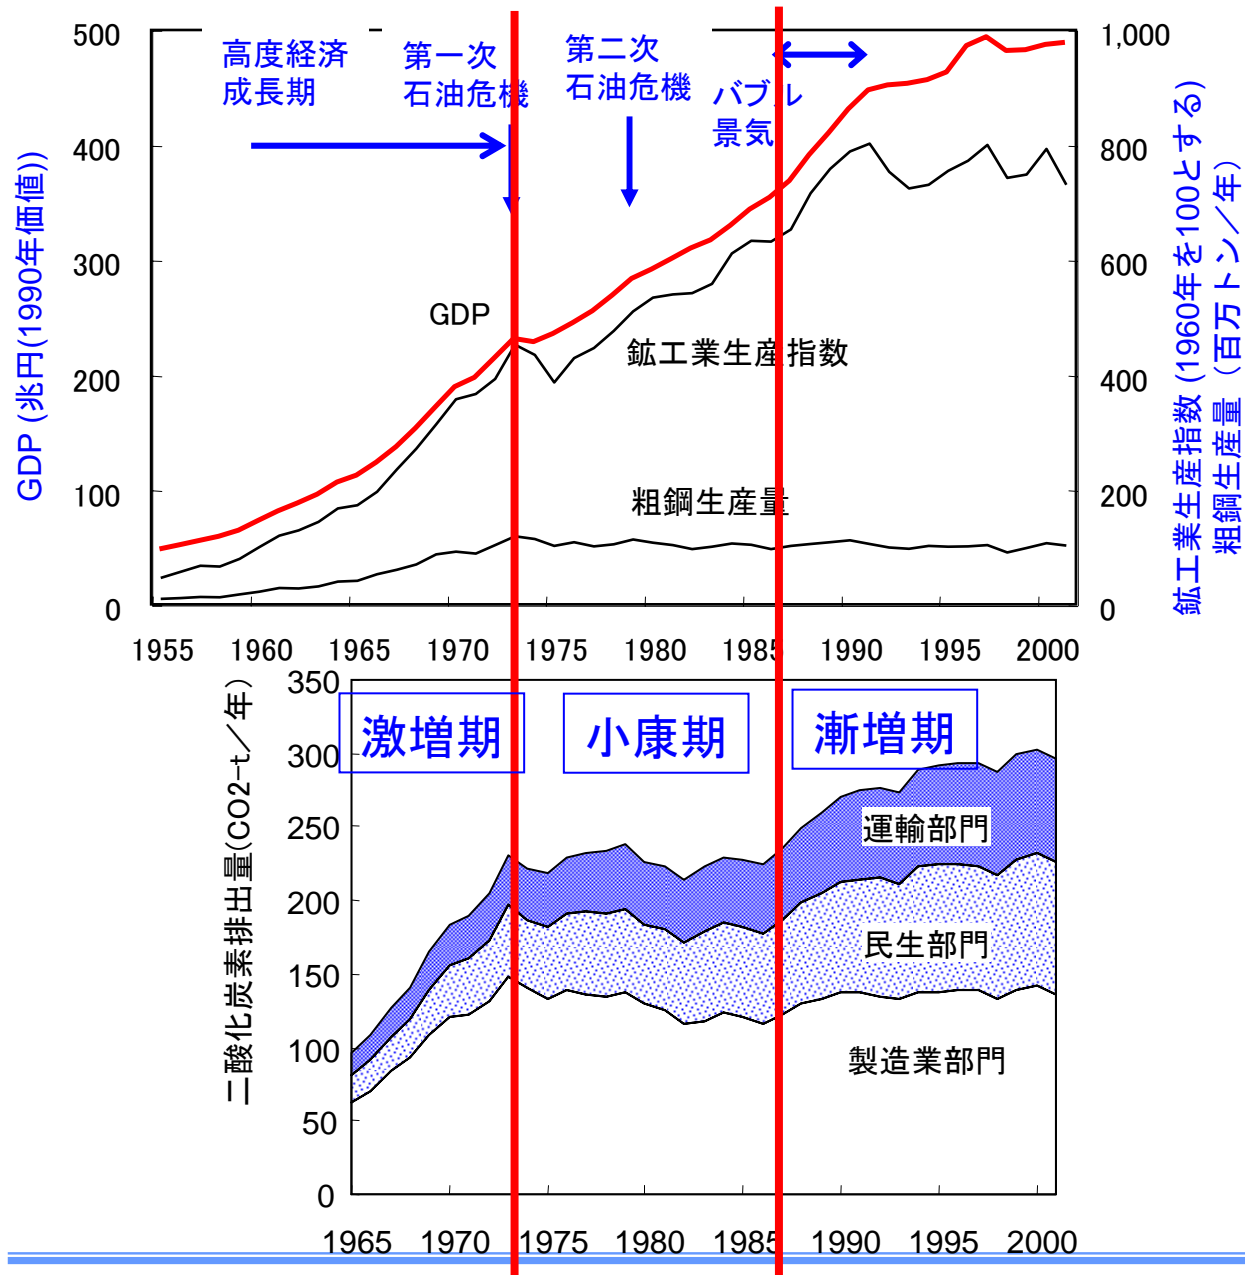 500
400
300
200
100
0
1,000
800
600
400
200
0
GDP (兆円(1990年価値))
鉱工業生産指数 (1960年を100とする)
粗鋼生産量 (百万トン／年)
高度経済
成長期
第一次
石油危機
第二次
石油危機
バブル
景気
GDP
鉱工業生産指数
粗鋼生産量
1955 1960 1965 1970 1975 1980 1985 1990 1995 2000
350
300
250
200
150
100
50
0
二酸化炭素排出量(CO2-t／年)
激増期
小康期
漸増期
運輸部門
民生部門
製造業部門
1965 1970 1975 1980 1985 1990 1995 2000